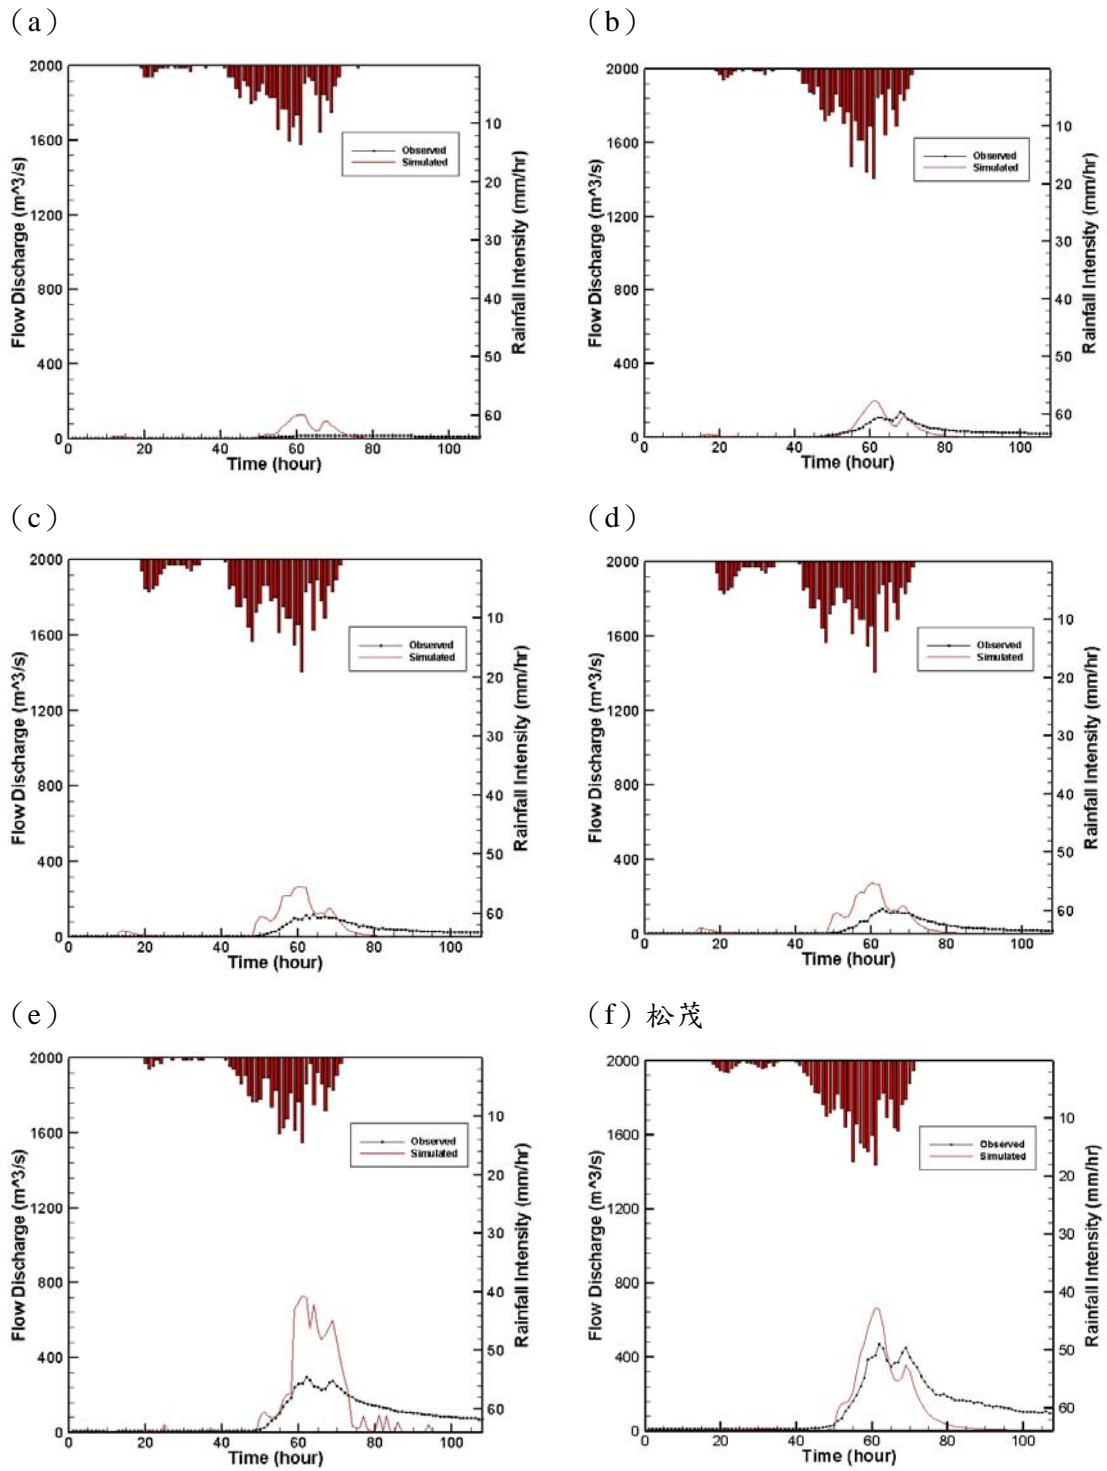 （a）
2000
1600
1200
800
400
0
Flow Discharge (m^3/s)
0 20 40 60 80 100
Time (hour)
10
20
30
40
50
60
Rainfall Intensity (mm/hr)
Observed
Simulated
（b）
2000
1600
1200
800
400
0
Flow Discharge (m^3/s)
0 20 40 60 80 100
Time (hour)
10
20
30
40
50
60
Rainfall Intensity (mm/hr)
Observed
Simulated
（c）
2000
1600
1200
800
400
0
Flow Discharge (m^3/s)
0 20 40 60 80 100
Time (hour)
10
20
30
40
50
60
Rainfall Intensity (mm/hr)
Observed
Simulated
（d）
2000
1600
1200
800
400
0
Flow Discharge (m^3/s)
0 20 40 60 80 100
Time (hour)
10
20
30
40
50
60
Rainfall Intensity (mm/hr)
Observed
Simulated
（e）
2000
1600
1200
800
400
0
Flow Discharge (m^3/s)
0 20 40 60 80 100
Time (hour)
10
20
30
40
50
60
Rainfall Intensity (mm/hr)
Observed
Simulated
（f）松茂
2000
1600
1200
800
400
0
Flow Discharge (m^3/s)
0 20 40 60 80 100
Time (hour)
10
20
30
40
50
60
Rainfall Intensity (mm/hr)
Observed
Simulated